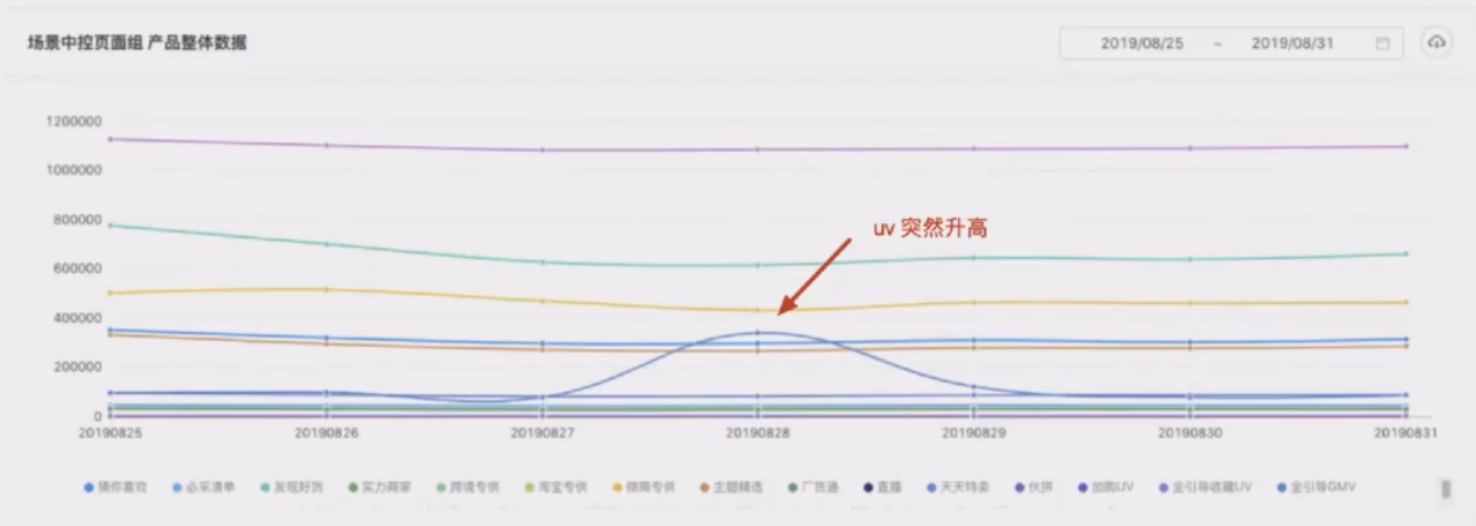 场景中控页面组 产品整体数据
2019/08/25 ~ 2019/08/31
1200000
1000000
800000
600000
400000
200000
0
uv 突然升高
20190825 20190826 20190827 20190828 20190829 20190830 20190831
猜你喜欢 必采清单 发现好货 实力商家 跨境专供 淘宝专供 微商专供 主题精选 厂货通 直播 天天特卖 伙拼 加购UV 全引导收藏UV 全引导GMV